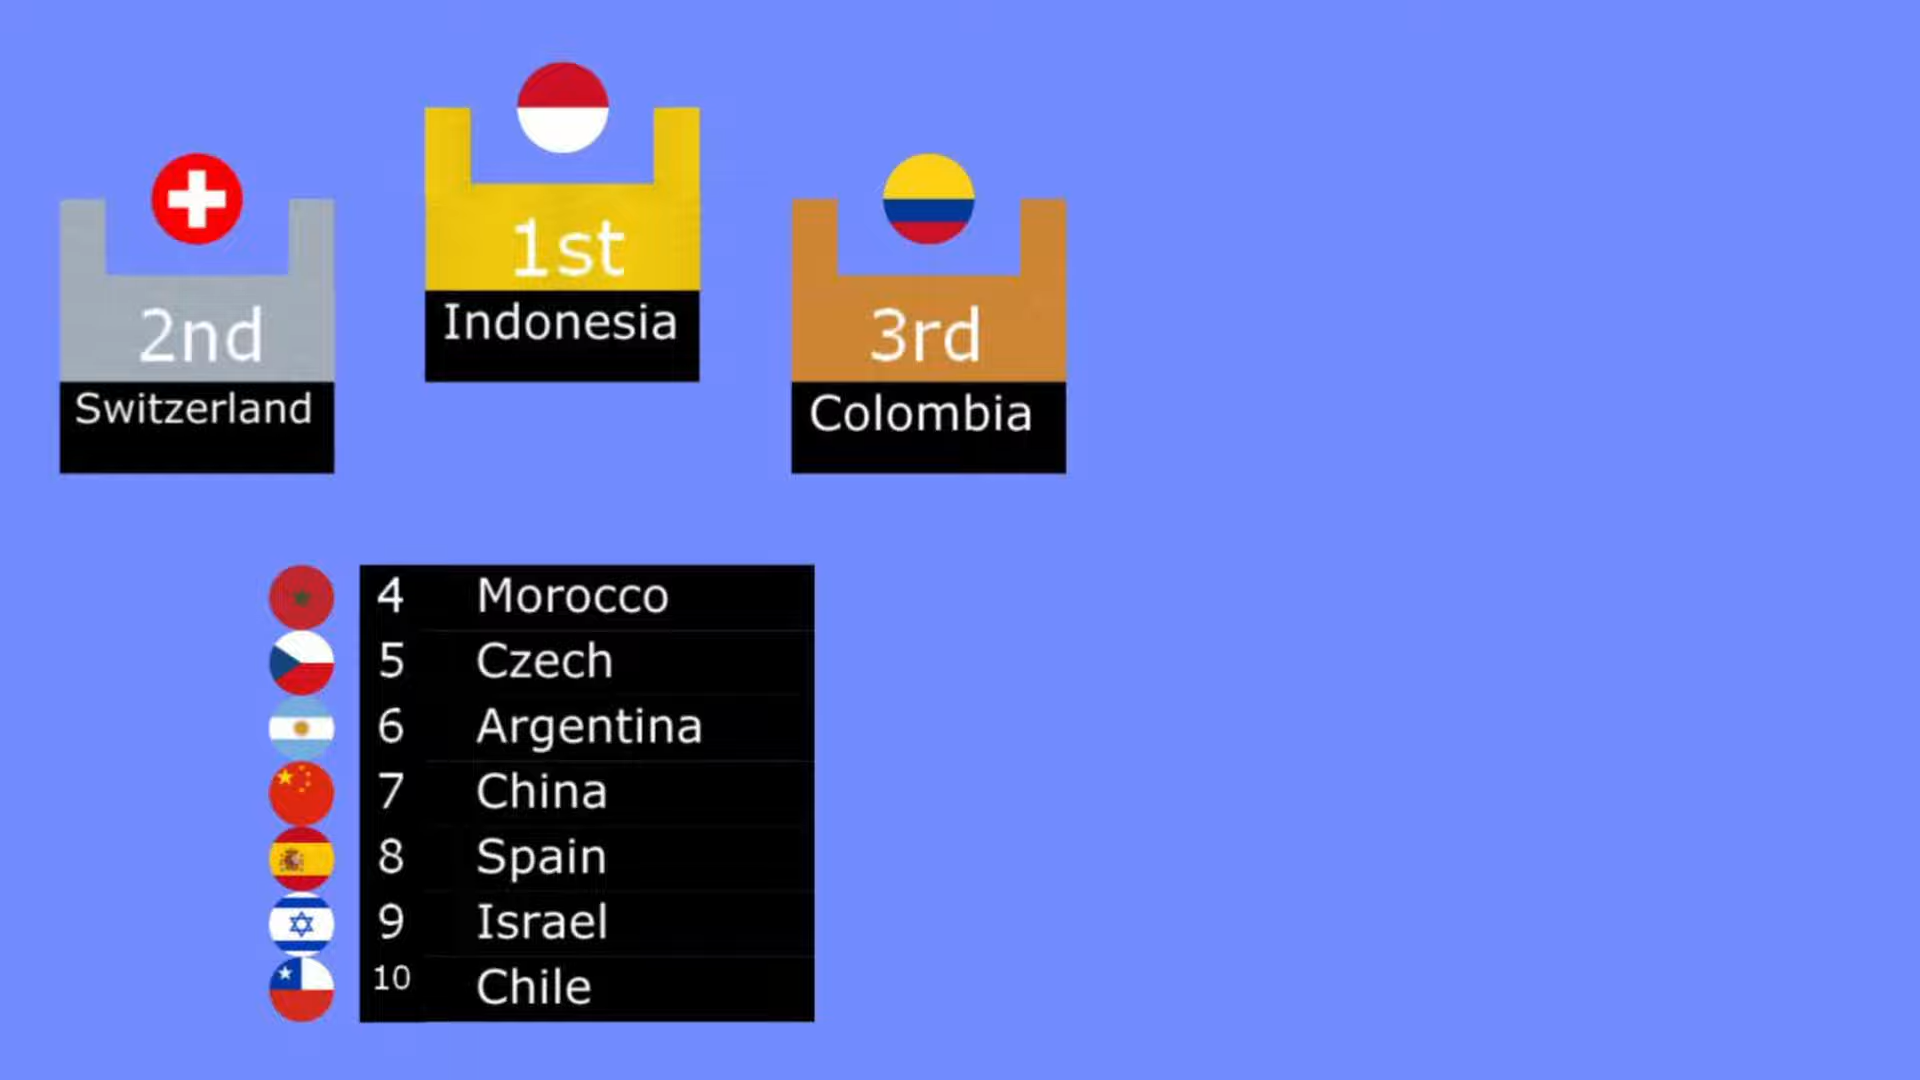 1st
Indonesia
2nd
Switzerland
3rd
Colombia
4 Morocco
5 Czech
6 Argentina
7 China
8 Spain
9 Israel
10 Chile